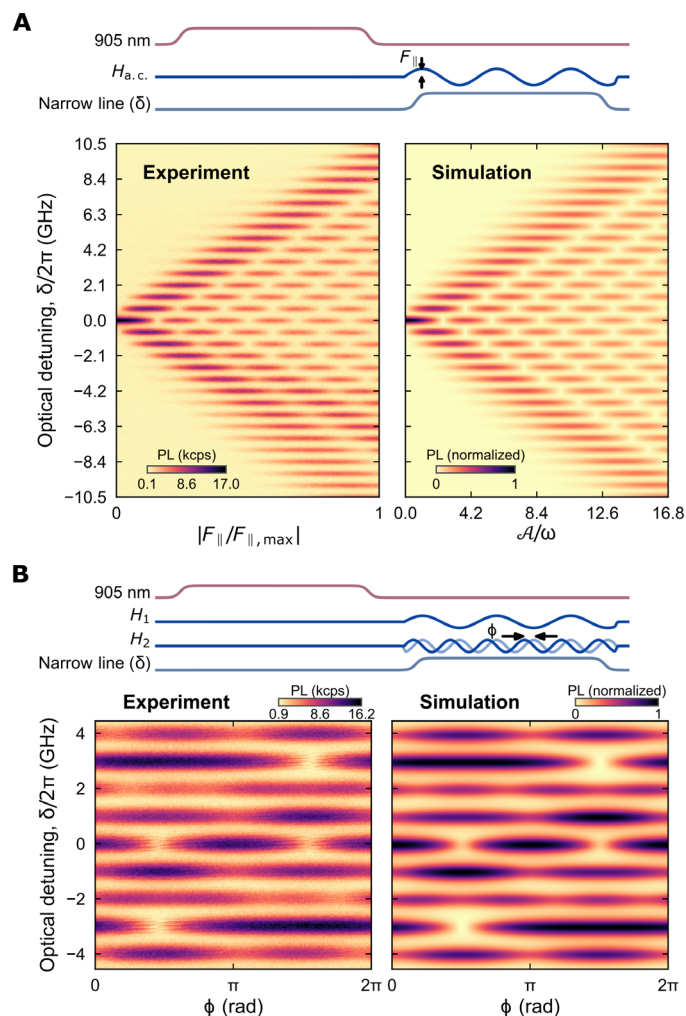 A
905 nm
F∥
H a.c.
Narrow line (δ)
Optical detuning, δ/2π (GHz)
10.5
8.4
6.3
4.2
2.1
0.0
−2.1
−4.2
−6.3
−8.4
−10.5
Experiment
PL (kcps)
0.1 8.6 17.0
0 1
|F∥/F∥,max|
Simulation
PL (normalized)
0 1
0.0 4.2 8.4 12.6 16.8
𝒜/ω
B
905 nm
H₁
ϕ
H₂
Narrow line (δ)
Experiment
PL (kcps)
0.9 8.6 16.2
Simulation
PL (normalized)
0 1
Optical detuning, δ/2π (GHz)
4
2
0
−2
−4
0 π 2π
ϕ (rad)
0 π 2π
ϕ (rad)